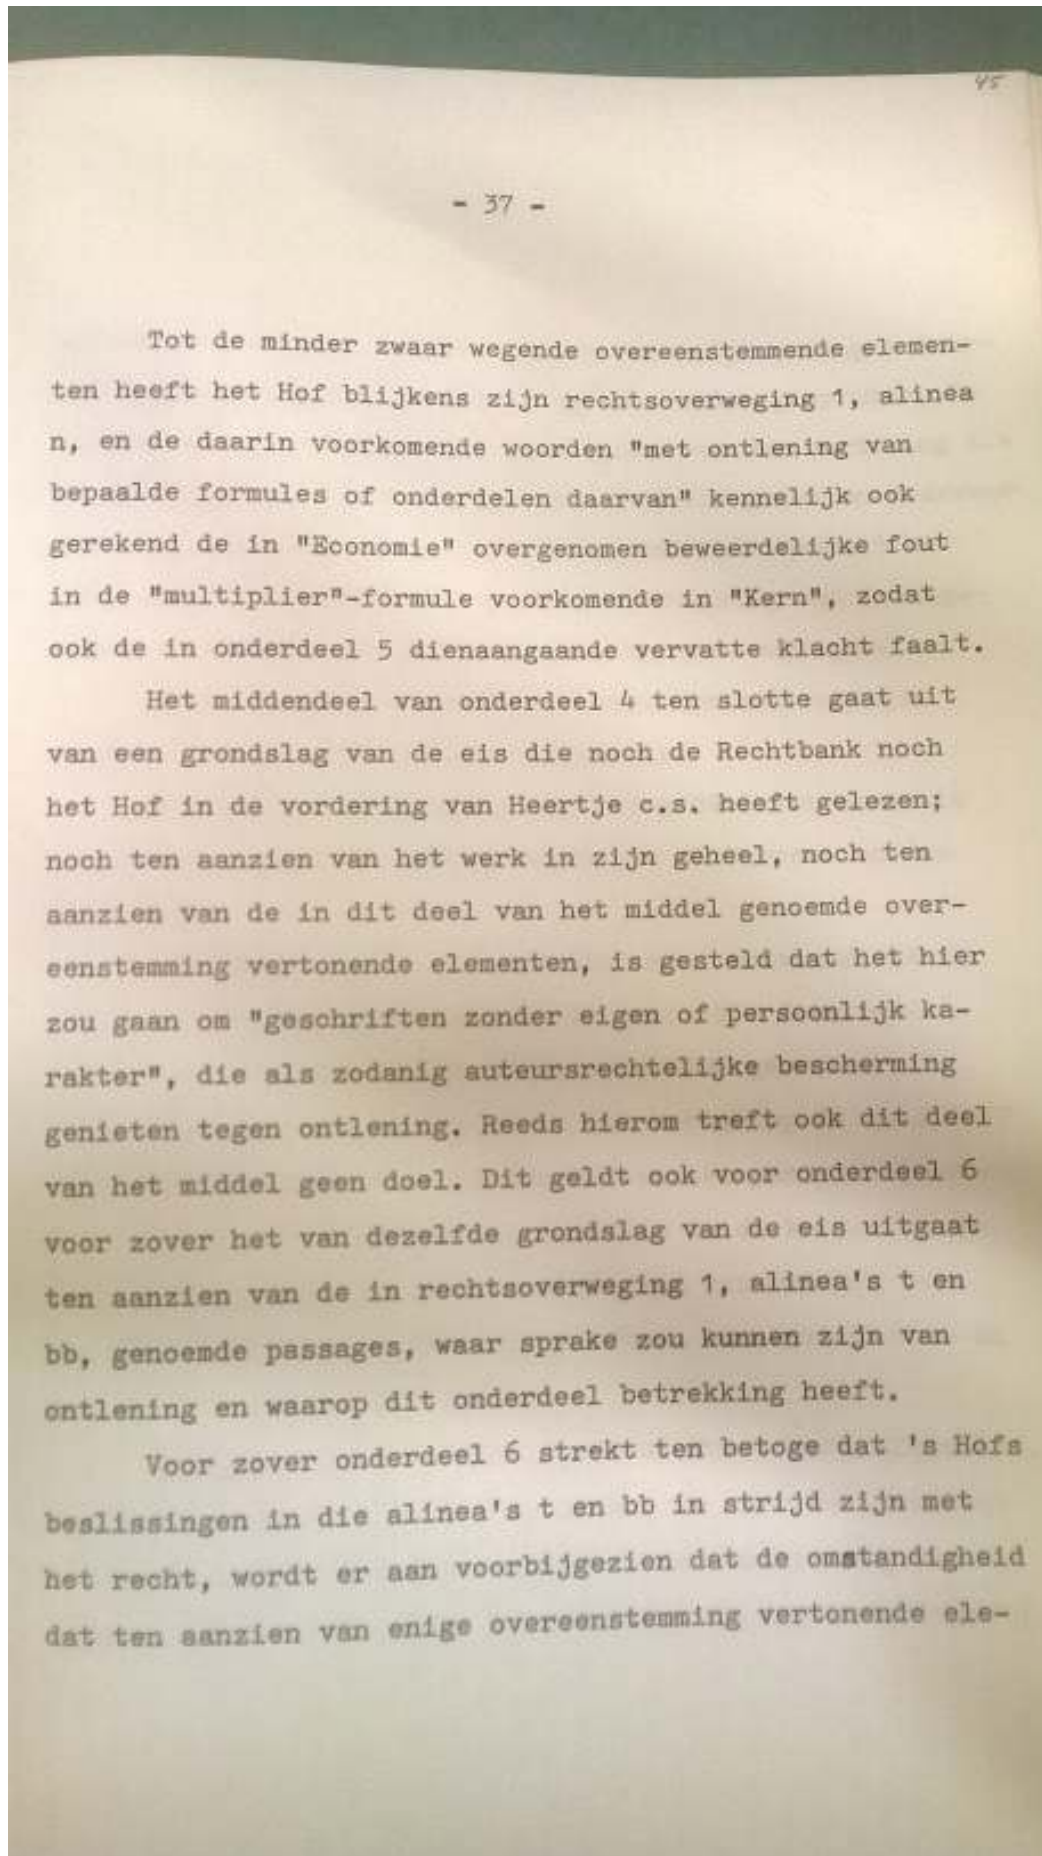 45
- 37 -
Tot de minder zwaar wegende overeenstemmende elemen-
ten heeft het Hof blijkens zijn rechtsoverweging 1, alinea
n, en de daarin voorkomende woorden "met ontlening van
bepaalde formules of onderdelen daarvan" kennelijk ook
gerekend de in "Economie" overgenomen beweerdelijke fout
in de "multiplier"-formule voorkomende in "Kern", zodat
ook de in onderdeel 5 dienaangaande vervatte klacht faalt.
Het middendeel van onderdeel 4 ten slotte gaat uit
van een grondslag van de eis die noch de Rechtbank noch
het Hof in de vordering van Heertje c.s. heeft gelezen;
noch ten aanzien van het werk in zijn geheel, noch ten
aanzien van de in dit deel van het middel genoemde over-
eenstemming vertonende elementen, is gesteld dat het hier
zou gaan om "geschriften zonder eigen of persoonlijk ka-
rakter", die als zodanig auteursrechtelijke bescherming
genieten tegen ontlening. Reeds hierom treft ook dit deel
van het middel geen doel. Dit geldt ook voor onderdeel 6
voor zover het van dezelfde grondslag van de eis uitgaat
ten aanzien van de in rechtsoverweging 1, alinea's t en
bb, genoemde passages, waar sprake zou kunnen zijn van
ontlening en waarop dit onderdeel betrekking heeft.
Voor zover onderdeel 6 strekt ten betoge dat 's Hofs
beslissingen in die alinea's t en bb in strijd zijn met
het recht, wordt er aan voorbijgezien dat de omstandigheid
dat ten aanzien van enige overeenstemming vertonende ele-